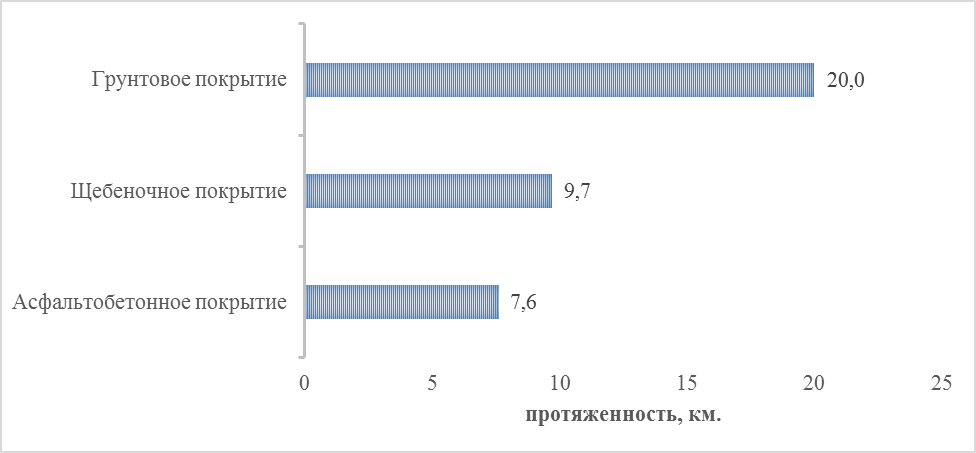 Грунтовое покрытие
20,0
Щебеночное покрытие
9,7
Асфальтобетонное покрытие
7,6
0 5 10 15 20 25
протяженность, км.